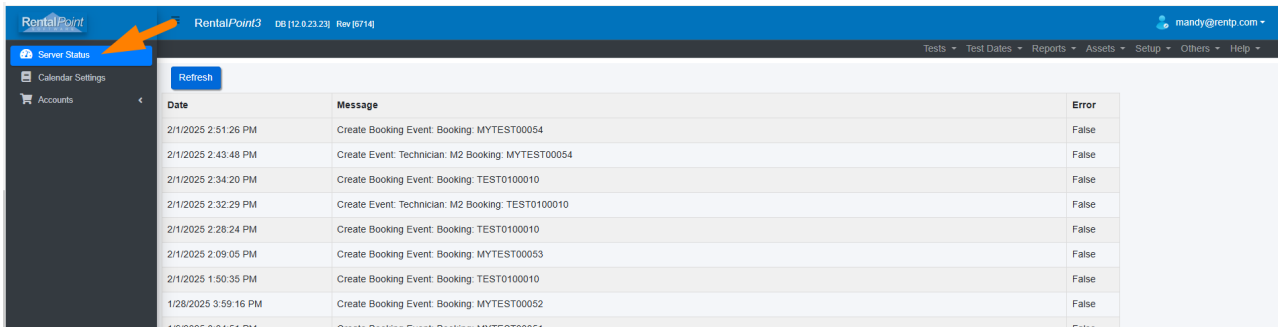 RentalPoint
SOFTWARE
RentalPoint3 DB [12.0.23.23] Rev [6714]
mandy@rentp.com
Server Status
Tests Test Dates Reports Assets Setup Others Help
Calendar Settings
Accounts
Refresh
Date Message Error
2/1/2025 2:51:26 PM Create Booking Event: Booking: MYTEST00054 False
2/1/2025 2:43:48 PM Create Event: Technician: M2 Booking: MYTEST00054 False
2/1/2025 2:34:20 PM Create Booking Event: Booking: TEST0100010 False
2/1/2025 2:32:29 PM Create Event: Technician: M2 Booking: TEST0100010 False
2/1/2025 2:28:24 PM Create Booking Event: Booking: TEST0100010 False
2/1/2025 2:09:05 PM Create Booking Event: Booking: MYTEST00053 False
2/1/2025 1:50:35 PM Create Booking Event: Booking: TEST0100010 False
1/28/2025 3:59:16 PM Create Booking Event: Booking: MYTEST00052 False